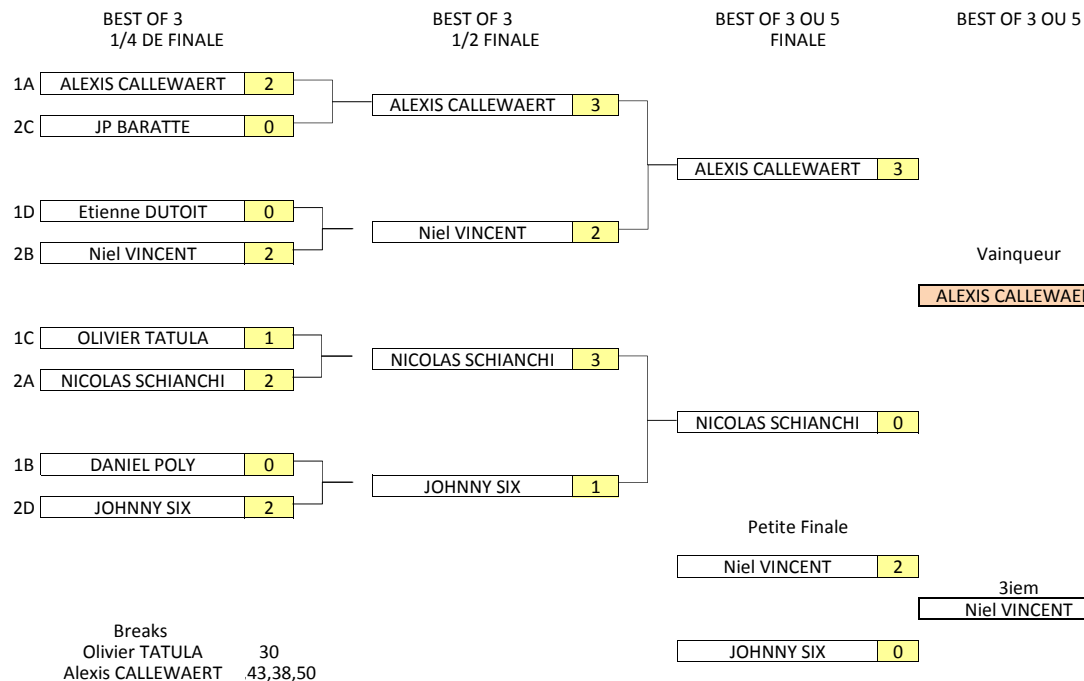 BEST OF 3 BEST OF 3 BEST OF 3 OU 5 BEST OF 3 OU 5
1/4 DE FINALE 1/2 FINALE FINALE
1A ALEXIS CALLEWAERT 2
ALEXIS CALLEWAERT 3
2C JP BARATTE 0
ALEXIS CALLEWAERT 3
1D Etienne DUTOIT 0
Niel VINCENT 2
2B Niel VINCENT 2
Vainqueur
ALEXIS CALLEWAE
1C OLIVIER TATULA 1
NICOLAS SCHIANCHI 3
2A NICOLAS SCHIANCHI 2
NICOLAS SCHIANCHI 0
1B DANIEL POLY 0
JOHNNY SIX 1
2D JOHNNY SIX 2
Petite Finale
Niel VINCENT 2
3iem
Niel VINCENT
Breaks
Olivier TATULA 30
JOHNNY SIX 0
Alexis CALLEWAERT 43,38,50